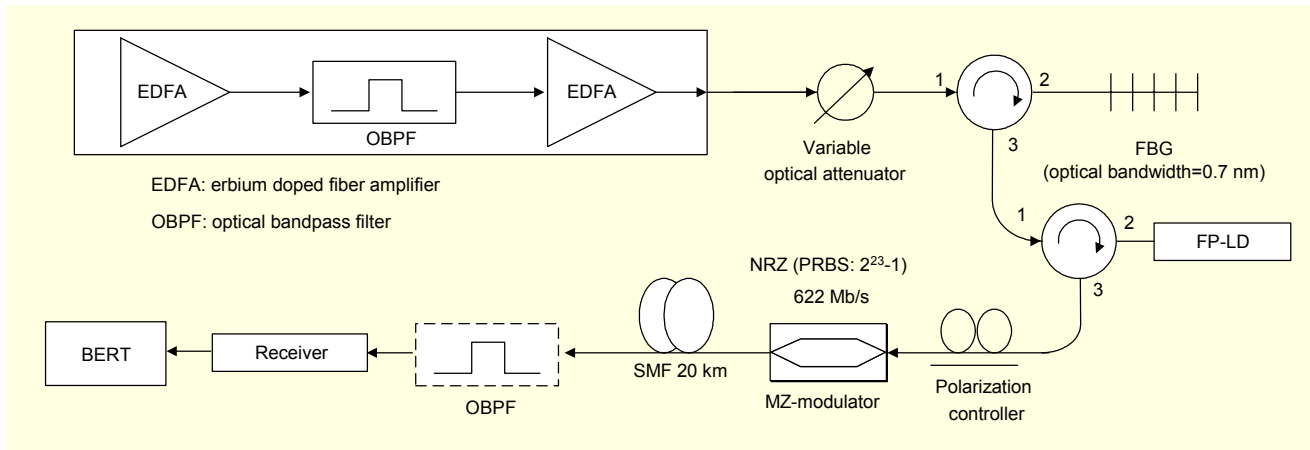 EDFA
OBPF
EDFA
EDFA: erbium doped fiber amplifier
OBPF: optical bandpass filter
Variable
optical attenuator
1
2
3
FBG
(optical bandwidth=0.7 nm)
1
2
3
FP-LD
NRZ (PRBS: 2²³-1)
622 Mb/s
BERT
Receiver
OBPF
SMF 20 km
MZ-modulator
Polarization
controller